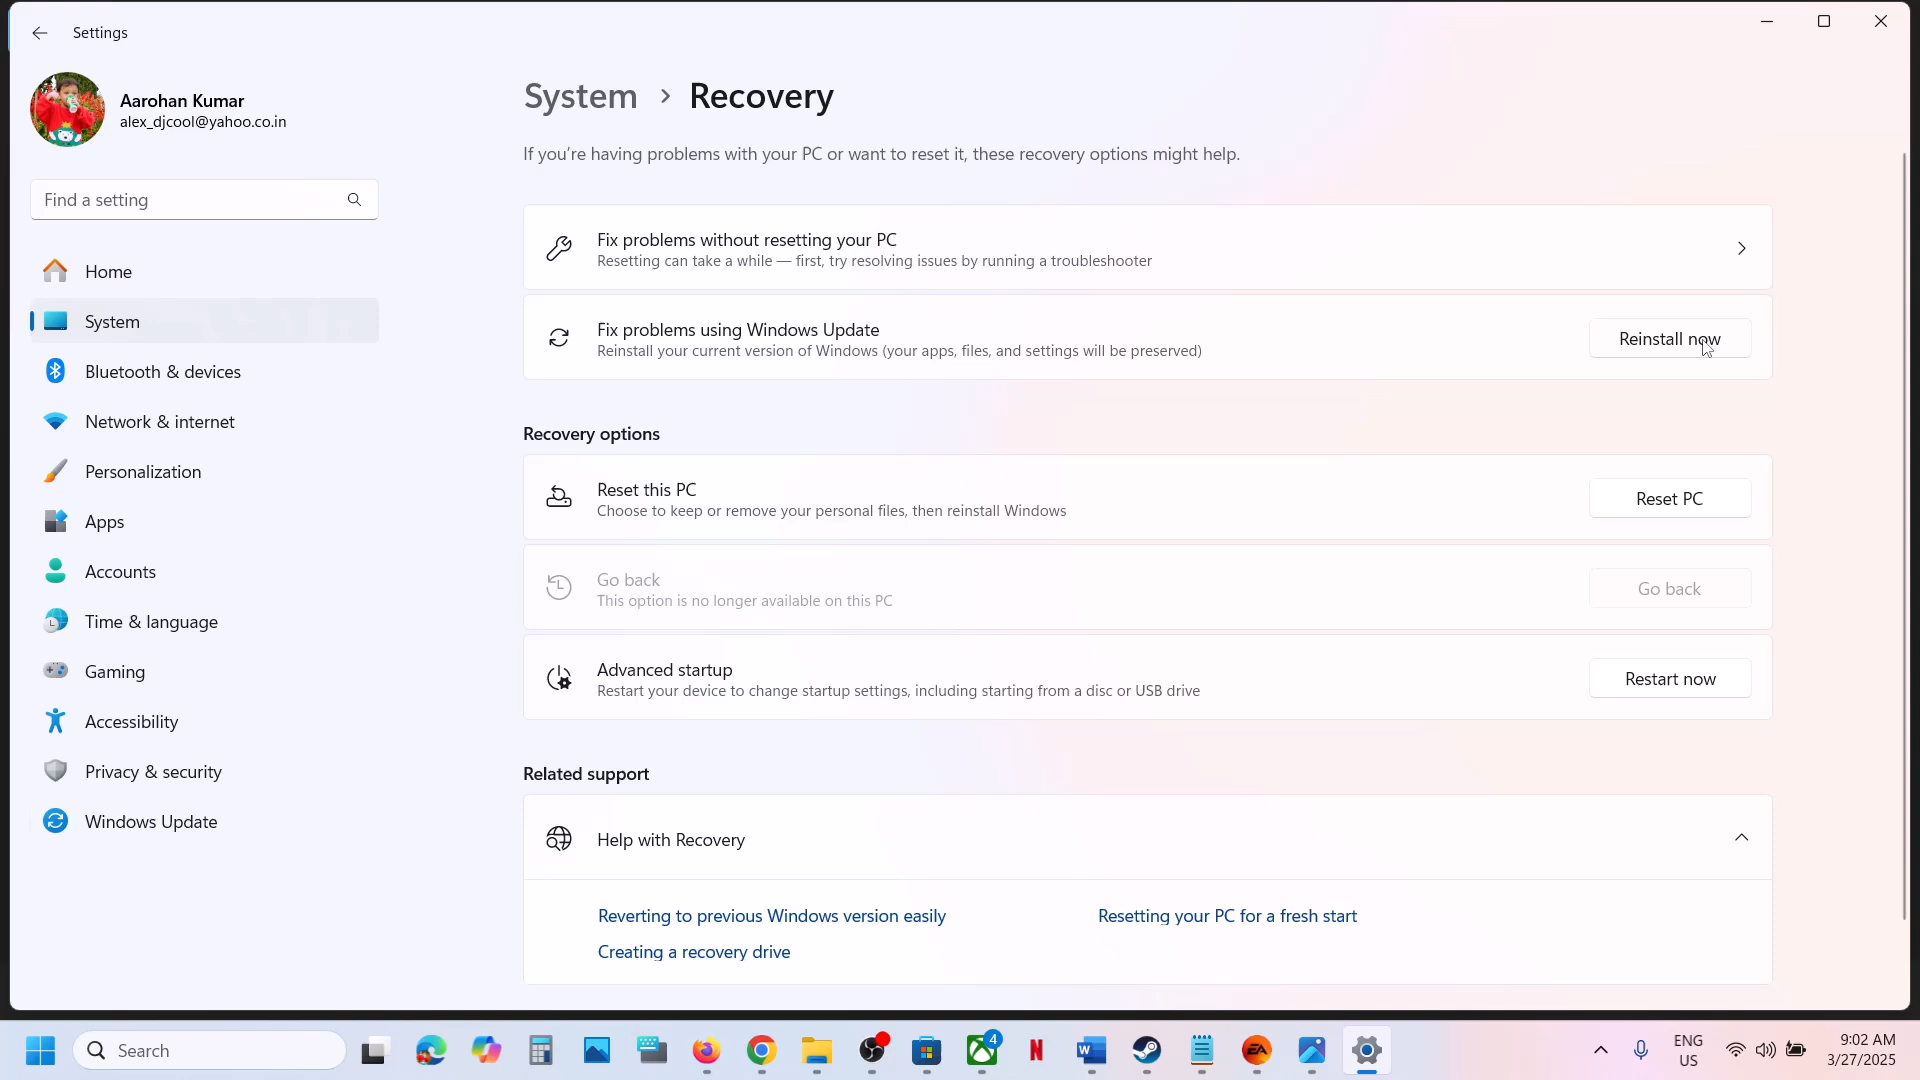 Settings
Aarohan Kumar
alex_djcool@yahoo.co.in
Find a setting
Home
System
Bluetooth & devices
Network & internet
Personalization
Apps
Accounts
Time & language
Gaming
Accessibility
Privacy & security
Windows Update
System › Recovery
If you're having problems with your PC or want to reset it, these recovery options might help.
Fix problems without resetting your PC
Resetting can take a while — first, try resolving issues by running a troubleshooter
Fix problems using Windows Update
Reinstall your current version of Windows (your apps, files, and settings will be preserved)
Reinstall now
Recovery options
Reset this PC
Choose to keep or remove your personal files, then reinstall Windows
Reset PC
Go back
This option is no longer available on this PC
Go back
Advanced startup
Restart your device to change startup settings, including starting from a disc or USB drive
Restart now
Related support
Help with Recovery
Reverting to previous Windows version easily
Resetting your PC for a fresh start
Creating a recovery drive
Search
4
N
W
EA
ENG
US
9:02 AM
3/27/2025